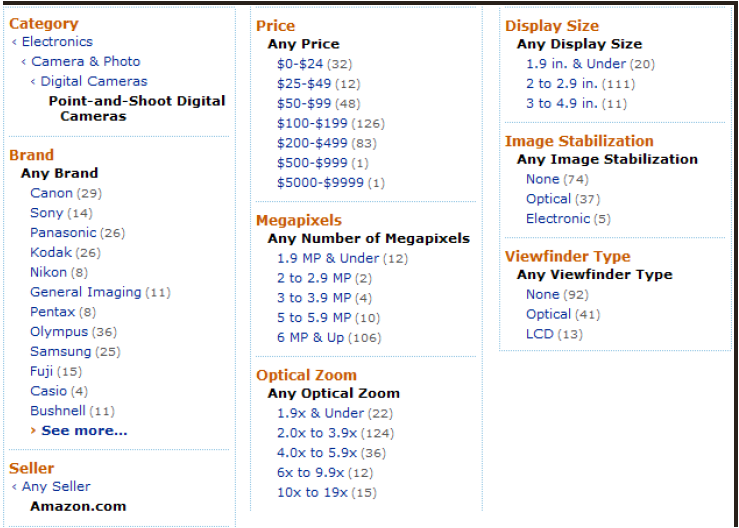 Category
‹ Electronics
‹ Camera & Photo
‹ Digital Cameras
Point-and-Shoot Digital
Cameras
Brand
Any Brand
Canon (29)
Sony (14)
Panasonic (26)
Kodak (26)
Nikon (8)
General Imaging (11)
Pentax (8)
Olympus (36)
Samsung (25)
Fuji (15)
Casio (4)
Bushnell (11)
› See more...
Seller
‹ Any Seller
Amazon.com
Price
Any Price
$0-$24 (32)
$25-$49 (12)
$50-$99 (48)
$100-$199 (126)
$200-$499 (83)
$500-$999 (1)
$5000-$9999 (1)
Megapixels
Any Number of Megapixels
1.9 MP & Under (12)
2 to 2.9 MP (2)
3 to 3.9 MP (4)
5 to 5.9 MP (10)
6 MP & Up (106)
Optical Zoom
Any Optical Zoom
1.9x & Under (22)
2.0x to 3.9x (124)
4.0x to 5.9x (36)
6x to 9.9x (12)
10x to 19x (15)
Display Size
Any Display Size
1.9 in. & Under (20)
2 to 2.9 in. (111)
3 to 4.9 in. (11)
Image Stabilization
Any Image Stabilization
None (74)
Optical (37)
Electronic (5)
Viewfinder Type
Any Viewfinder Type
None (92)
Optical (41)
LCD (13)